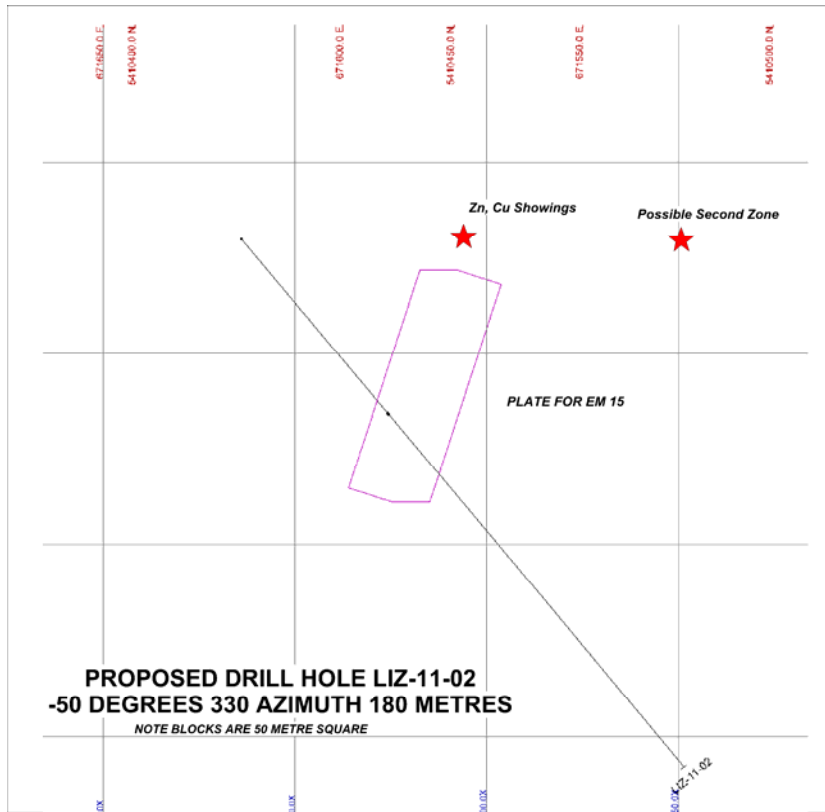 671650.0 E
5410400.0 N
671600.0 E
5410450.0 N
671550.0 E
5410500.0 N
Zn, Cu Showings
Possible Second Zone
PLATE FOR EM 15
PROPOSED DRILL HOLE LIZ-11-02
-50 DEGREES 330 AZIMUTH 180 METRES
NOTE BLOCKS ARE 50 METRE SQUARE
LIZ-11-02